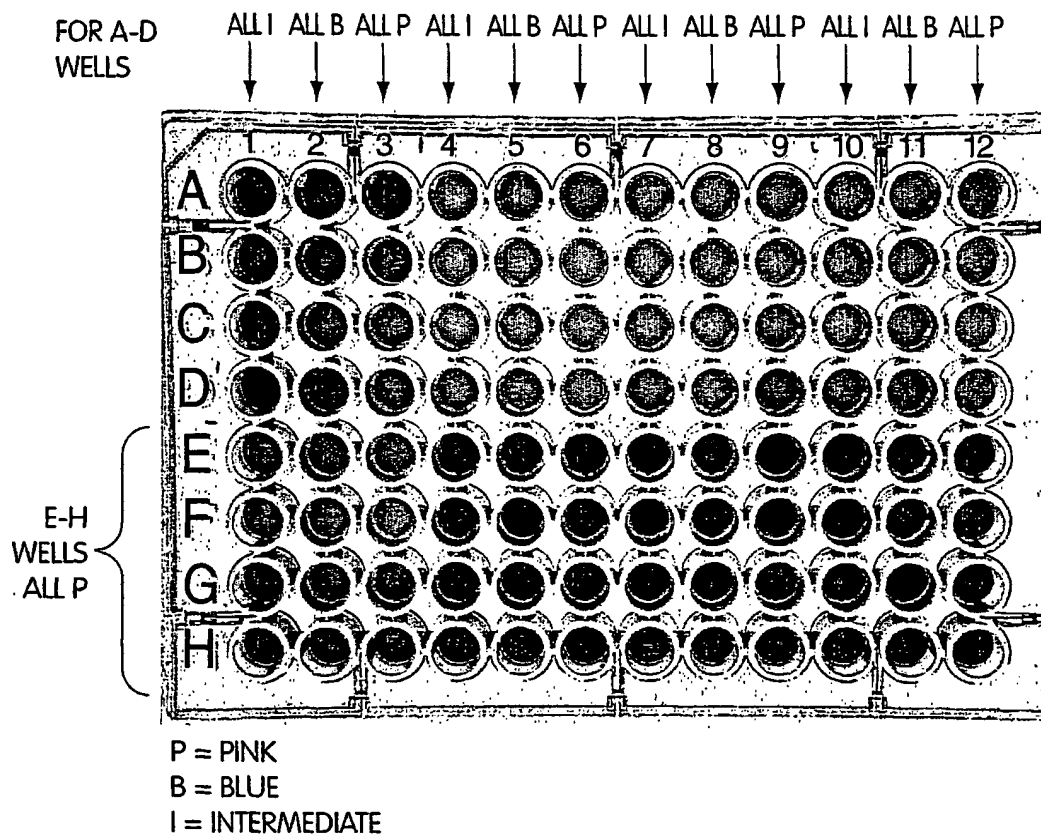 FOR A-D WELLS
ALL I ALL B ALL P ALL I ALL B ALL P ALL I ALL B ALL P ALL I ALL B ALL P
1 2 3 4 5 6 7 8 9 10 11 12
A
B
C
D
E
F
G
H
E-H
WELLS
ALL P
P = PINK
B = BLUE
I = INTERMEDIATE